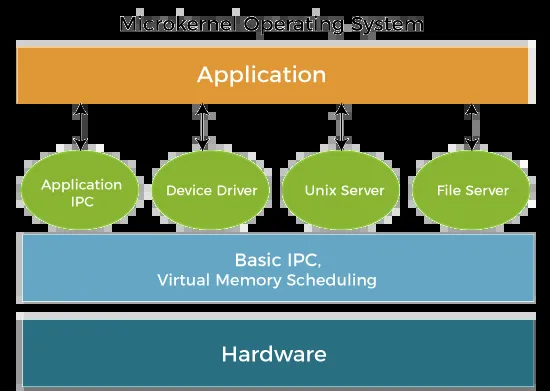 Microkernel Operating System
Application
Application
IPC
Device Driver
Unix Server
File Server
Basic IPC,
Virtual Memory Scheduling
Hardware